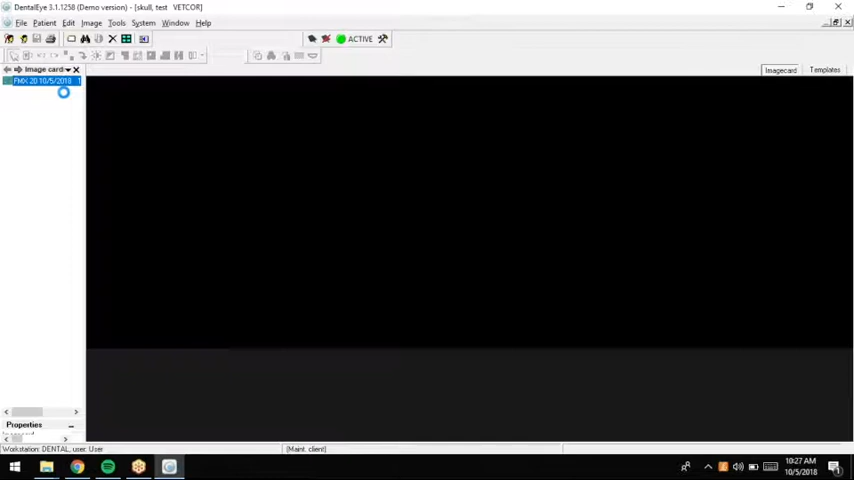 DentalEye 3.1.1258 (Demo version) - [skull, test VETCOR]
File Patient Edit Image Tools System Window Help
ACTIVE
Image card
Imagecard Templates
FMX 20 10/5/2018 1
Properties
Workstation: DENTAL, user: User (Maint. client)
10:27 AM
10/5/2018